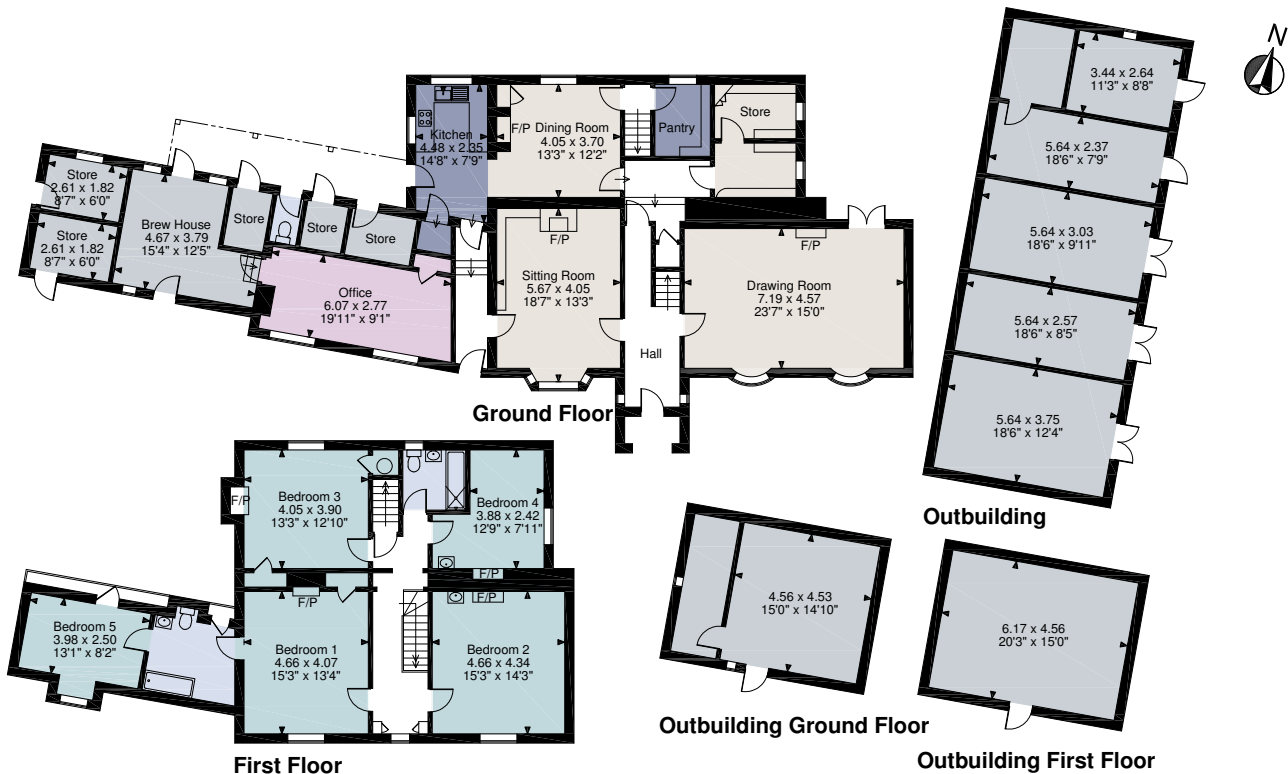 N
3.44 x 2.64
11'3" x 8'8"
5.64 x 2.37
18'6" x 7'9"
5.64 x 3.03
18'6" x 9'11"
5.64 x 2.57
18'6" x 8'5"
5.64 x 3.75
18'6" x 12'4"
Outbuilding
Kitchen
4.48 x 2.35
14'8" x 7'9"
F/P
Dining Room
4.05 x 3.70
13'3" x 12'2"
Pantry
Store
Store
2.61 x 1.82
8'7" x 6'0"
Store
2.61 x 1.82
8'7" x 6'0"
Brew House
4.67 x 3.79
15'4" x 12'5"
Store
Store
Store
Office
6.07 x 2.77
19'11" x 9'1"
F/P
Sitting Room
5.67 x 4.05
18'7" x 13'3"
Hall
F/P
Drawing Room
7.19 x 4.57
23'7" x 15'0"
Ground Floor
Bedroom 3
4.05 x 3.90
13'3" x 12'10"
F/P
Bedroom 4
3.88 x 2.42
12'9" x 7'11"
F/P
Bedroom 5
3.98 x 2.50
13'1" x 8'2"
F/P
Bedroom 1
4.66 x 4.07
15'3" x 13'4"
F/P
Bedroom 2
4.66 x 4.34
15'3" x 14'3"
First Floor
4.56 x 4.53
15'0" x 14'10"
Outbuilding Ground Floor
6.17 x 4.56
20'3" x 15'0"
Outbuilding First Floor